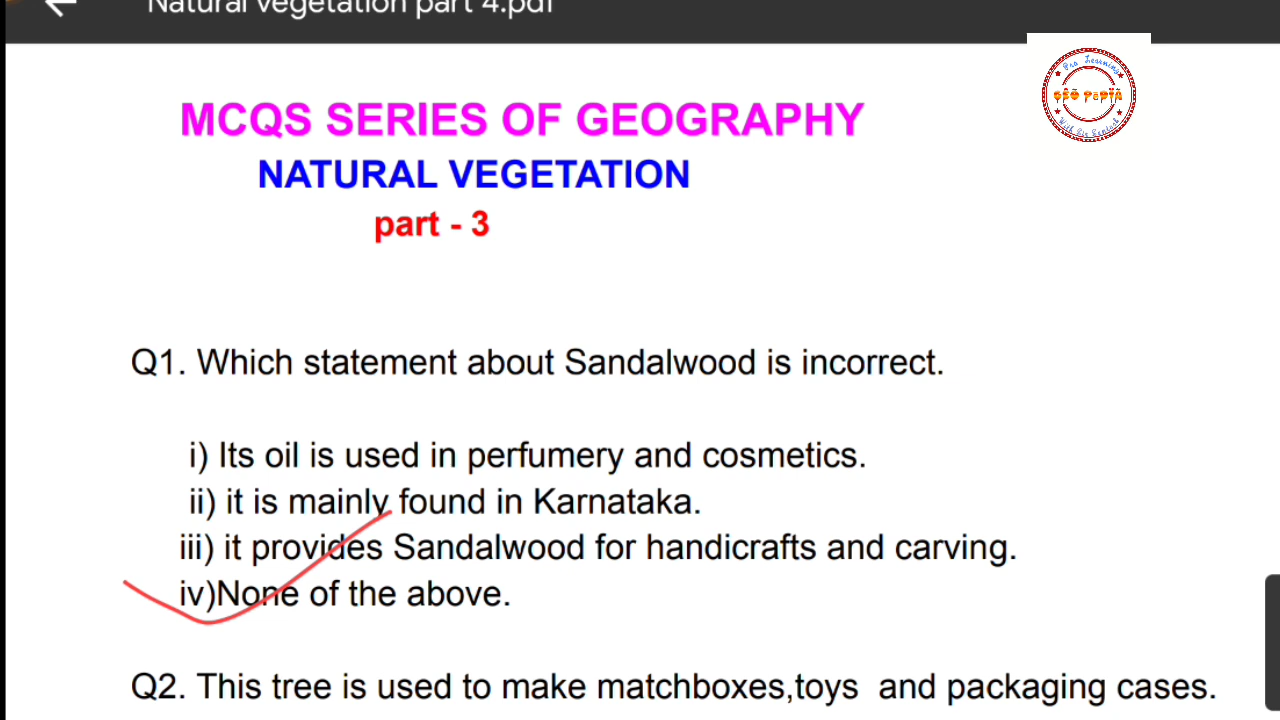 Natural vegetation part 4.pdf
Pro Learning
MCQS SERIES OF GEOGRAPHY
NATURAL VEGETATION
part - 3
Q1. Which statement about Sandalwood is incorrect.
i) Its oil is used in perfumery and cosmetics.
ii) it is mainly found in Karnataka.
iii) it provides Sandalwood for handicrafts and carving.
iv)None of the above.
Q2. This tree is used to make matchboxes,toys and packaging cases.